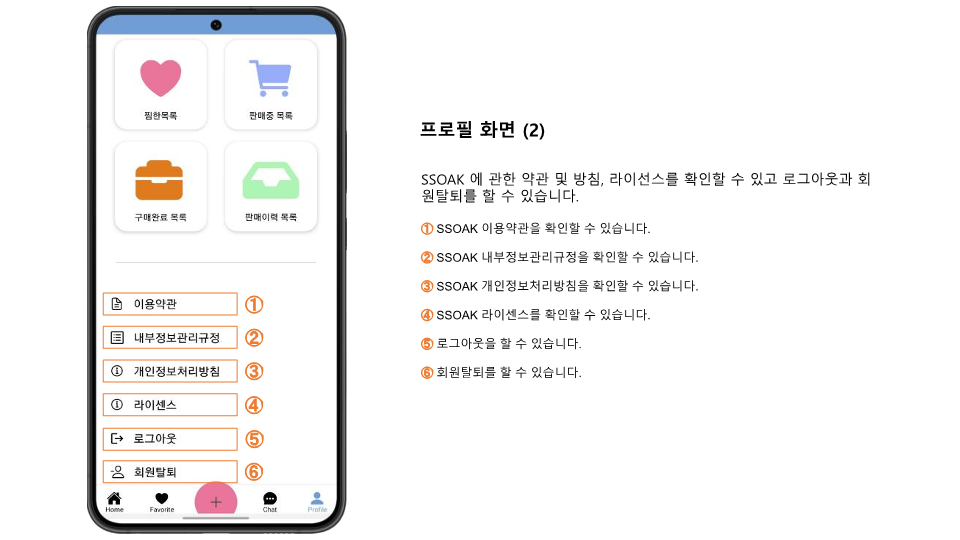 찜한목록
판매중 목록
구매완료 목록
판매이력 목록
이용약관 ①
내부정보관리규정 ②
개인정보처리방침 ③
라이센스 ④
로그아웃 ⑤
회원탈퇴 ⑥
+
Home Favorite Chat Profile
프로필 화면 (2)
SSOAK 에 관한 약관 및 방침, 라이선스를 확인할 수 있고 로그아웃과 회
원탈퇴를 할 수 있습니다.
① SSOAK 이용약관을 확인할 수 있습니다.
② SSOAK 내부정보관리규정을 확인할 수 있습니다.
③ SSOAK 개인정보처리방침을 확인할 수 있습니다.
④ SSOAK 라이센스를 확인할 수 있습니다.
⑤ 로그아웃을 할 수 있습니다.
⑥ 회원탈퇴를 할 수 있습니다.